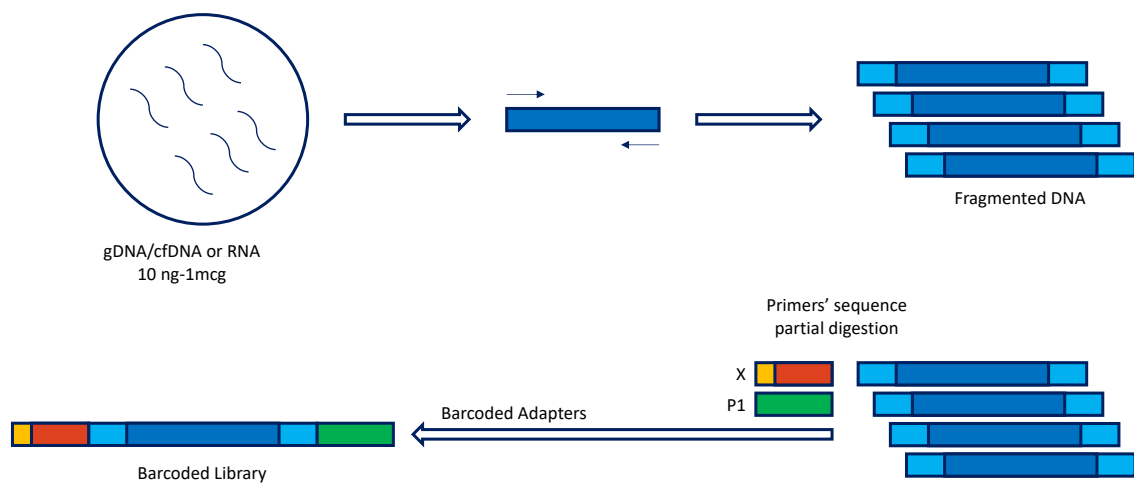 gDNA/cfDNA or RNA
10 ng-1mcg
Fragmented DNA
Primers’ sequence
partial digestion
X
P1
Barcoded Adapters
Barcoded Library